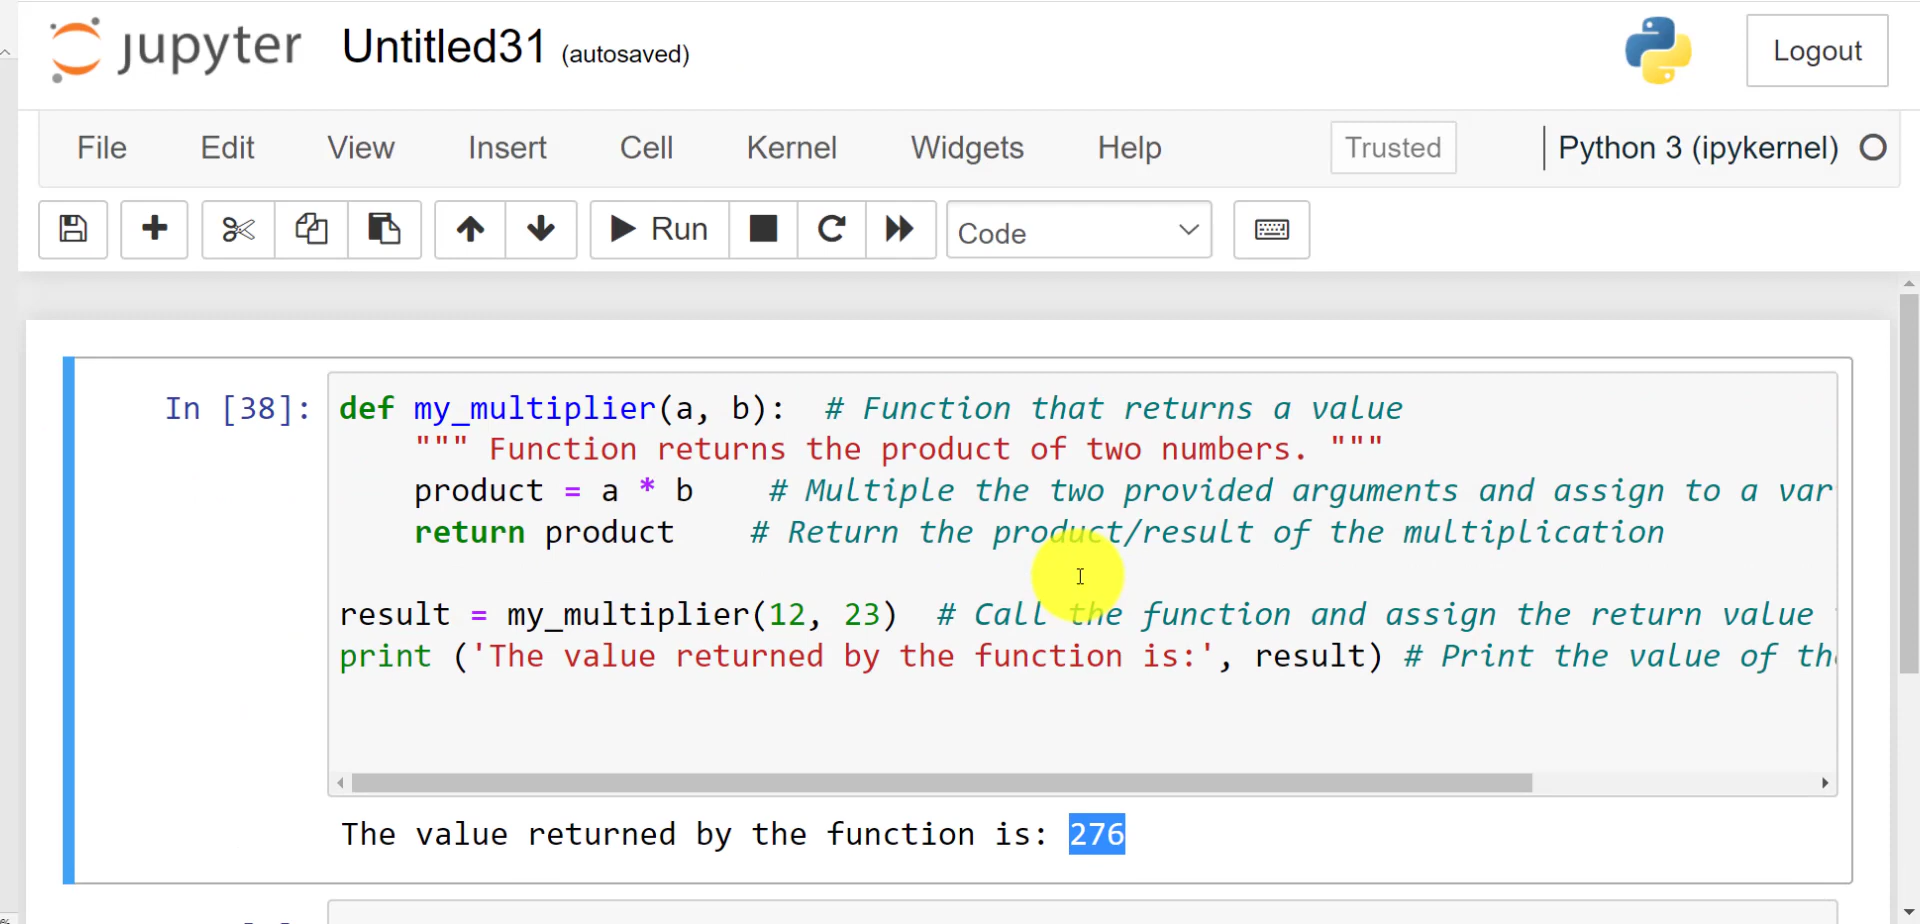 jupyter Untitled31 (autosaved) Logout
File Edit View Insert Cell Kernel Widgets Help Trusted Python 3 (ipykernel)
Run Code
In [38]: def my_multiplier(a, b):  # Function that returns a value
""" Function returns the product of two numbers. """
product = a * b    # Multiple the two provided arguments and assign to a var
return product    # Return the product/result of the multiplication
result = my_multiplier(12, 23)  # Call the function and assign the return value
print ('The value returned by the function is:', result) # Print the value of th
The value returned by the function is: 276